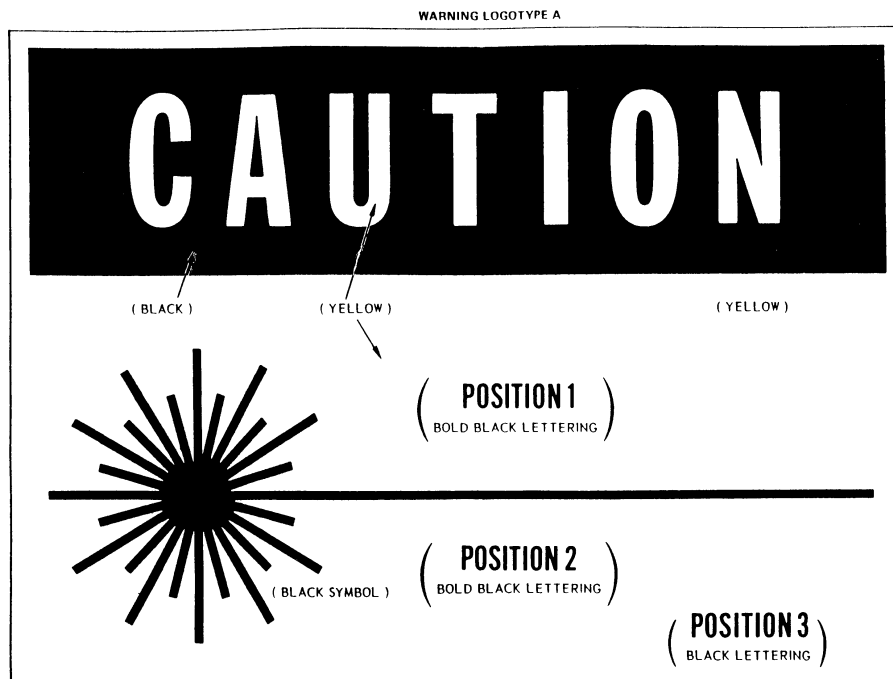 WARNING LOGOTYPE A
CAUTION
( BLACK ) ( YELLOW ) ( YELLOW )
( POSITION 1
BOLD BLACK LETTERING )
( POSITION 2
BOLD BLACK LETTERING )
( BLACK SYMBOL )
( POSITION 3
BLACK LETTERING )